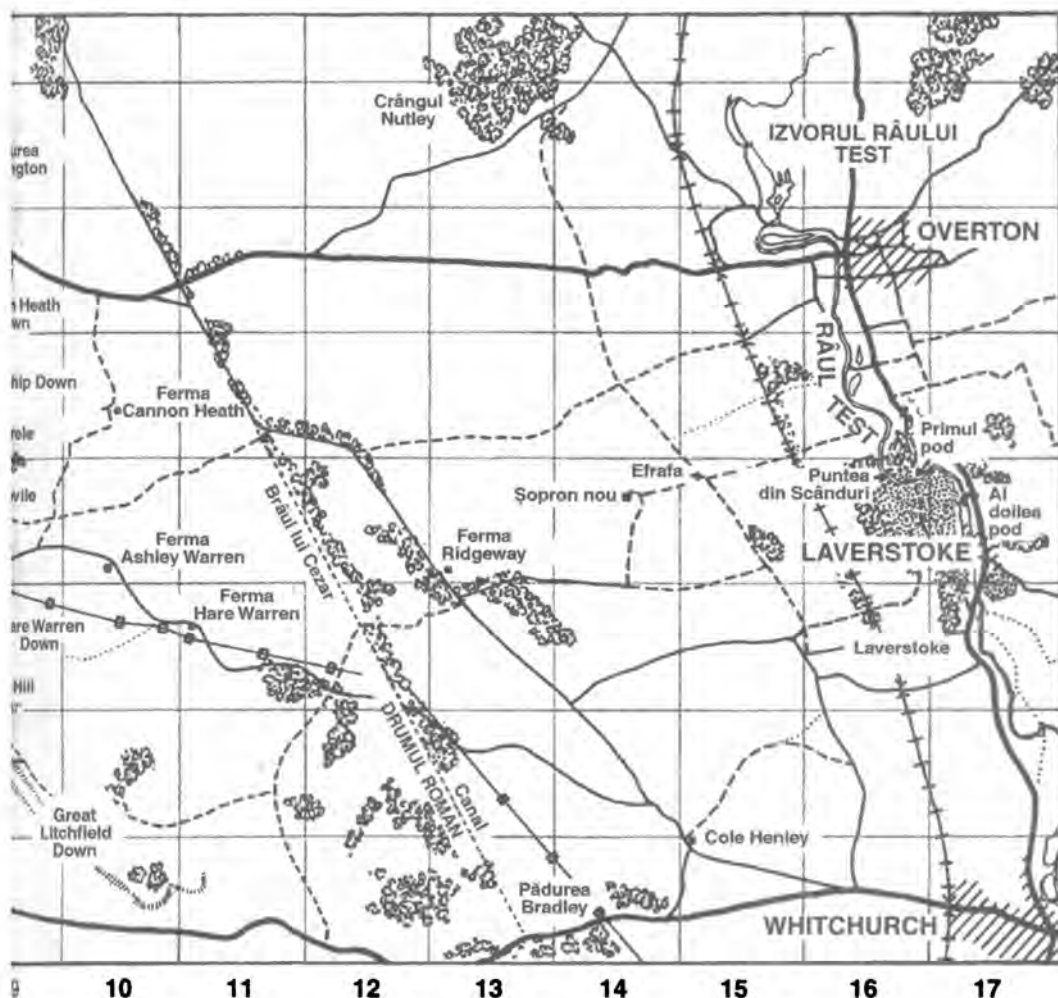 Crângul
Nutley
IZVORUL RÂULUI
TEST
OVERTON
RÂUL
TEST
Ferma
Cannon Heath
Primul
pod
Efrafa
Șopron nou
Puntea
din Scânduri
Al
doilea
pod
Brâul lui Cezar
Ferma
Ashley Warren
Ferma
Ridgeway
LAVERSTOKE
Ferma
Hare Warren
Down
Laverstoke
Hill
DRUMUL ROMAN
Canal
Great
Litchfield
Down
Cole Henley
Pădurea
Bradley
WHITCHURCH
10 11 12 13 14 15 16 17